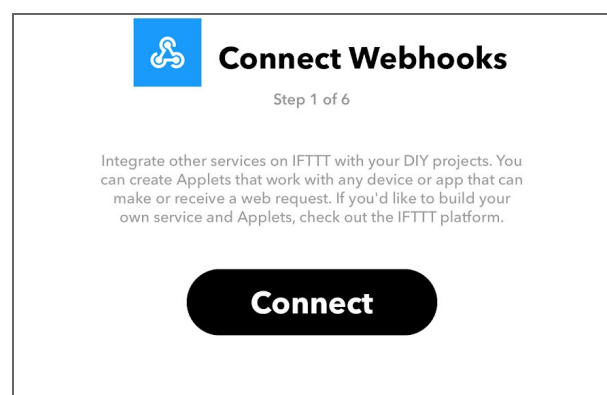 Connect Webhooks
Step 1 of 6
Integrate other services on IFTTT with your DIY projects. You
can create Applets that work with any device or app that can
make or receive a web request. If you'd like to build your
own service and Applets, check out the IFTTT platform.
Connect